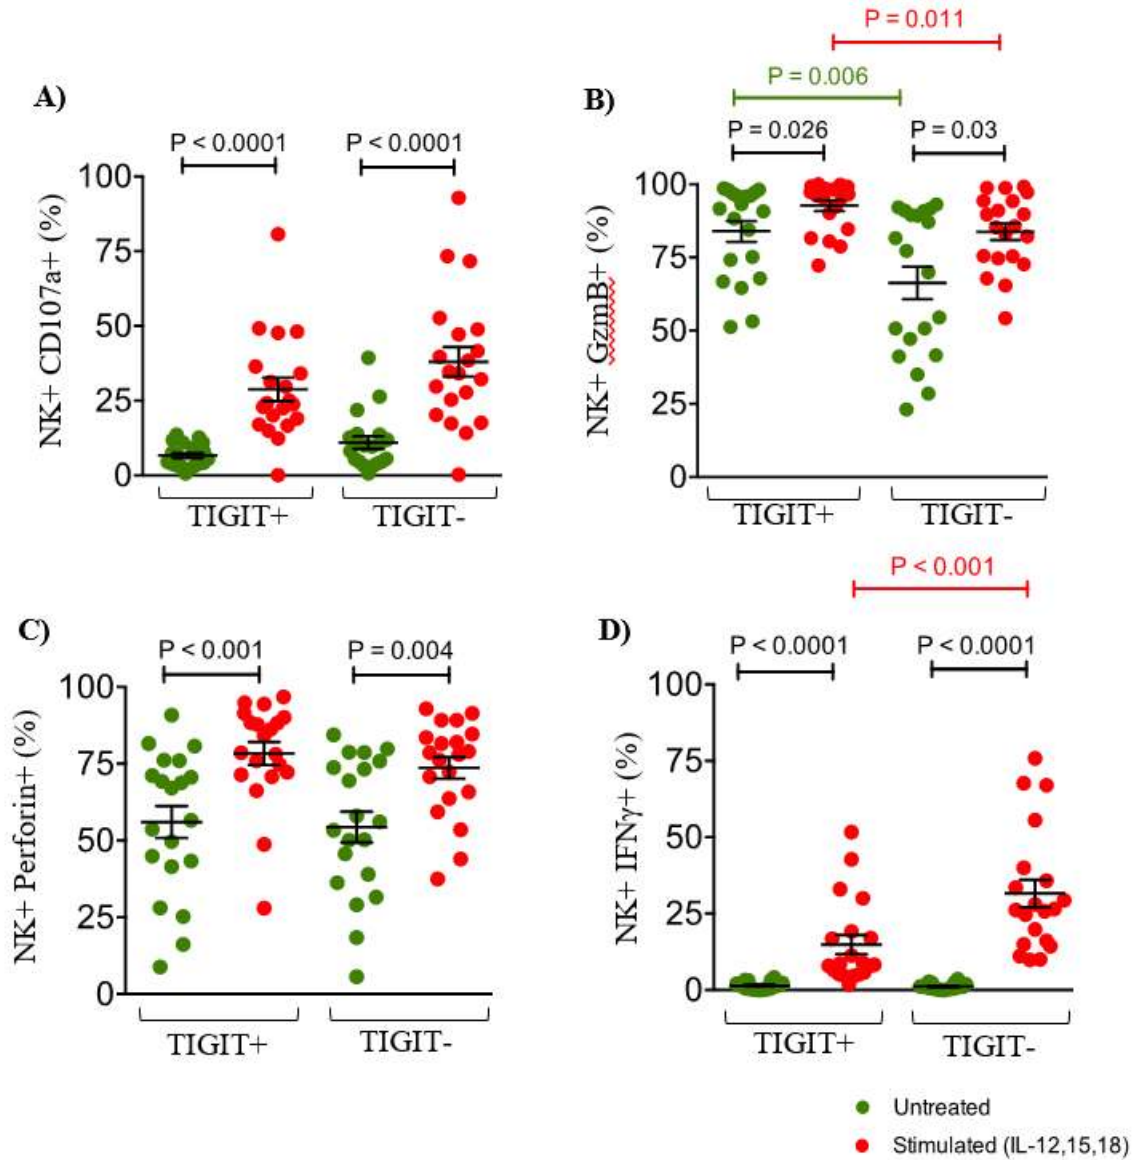 A)
P < 0.0001
P < 0.0001
NK+ CD107a+ (%)
100
75
50
25
0
TIGIT+
TIGIT-
P = 0.011
P = 0.006
B)
P = 0.026
P = 0.03
NK+ GzmB+ (%)
100
75
50
25
0
TIGIT+
TIGIT-
C)
P < 0.001
P = 0.004
NK+ Perforin+ (%)
100
75
50
25
0
TIGIT+
TIGIT-
P < 0.001
D)
P < 0.0001
P < 0.0001
NK+ IFNγ+ (%)
100
75
50
25
0
TIGIT+
TIGIT-
Untreated
Stimulated (IL-12,15,18)